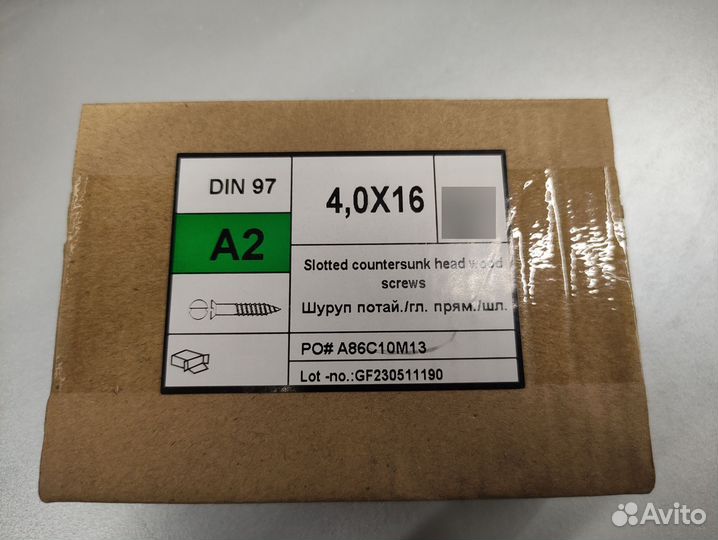 DIN 97
4,0X16
A2
Slotted countersunk head wood
screws
Шуруп потай./гл. прям./шл.
PO# A86C10M13
Lot -no.:GF230511190
Avito